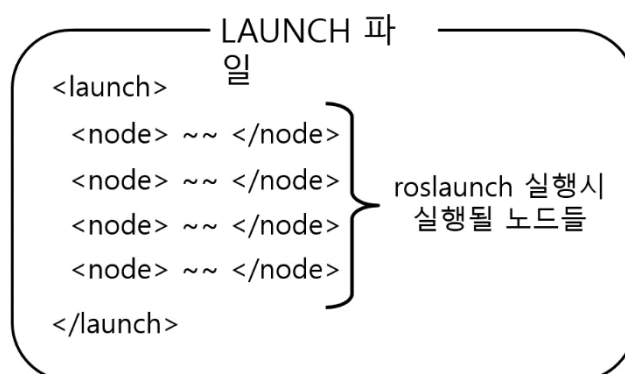 LAUNCH 파
일
<launch>
<node> ~~ </node>
<node> ~~ </node>
<node> ~~ </node>
<node> ~~ </node>
</launch>
roslaunch 실행시
실행될 노드들